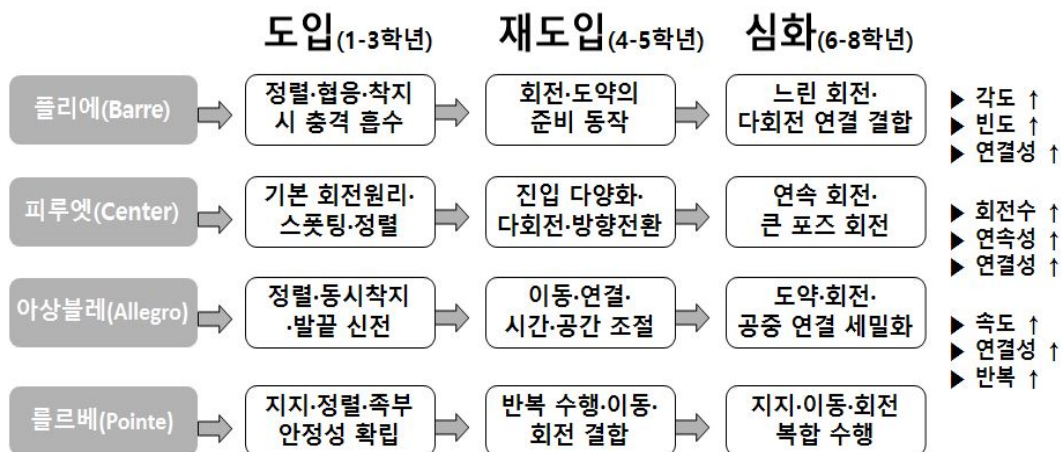 도입(1-3학년) 재도입(4-5학년) 심화(6-8학년)
플리에(Barre)
정렬·협응·착지
시 충격 흡수
회전·도약의
준비 동작
느린 회전·
다회전 연결 결합
▶ 각도 ↑
▶ 빈도 ↑
▶ 연결성 ↑
피루엣(Center)
기본 회전원리·
스폿팅·정렬
진입 다양화·
다회전·방향전환
연속 회전·
큰 포즈 회전
▶ 회전수 ↑
▶ 연속성 ↑
▶ 연결성 ↑
아상블레(Allegro)
정렬·동시착지
·발끝 신전
이동·연결·
시간·공간 조절
도약·회전·
공중 연결 세밀화
▶ 속도 ↑
▶ 연결성 ↑
▶ 반복 ↑
를르베(Pointe)
지지·정렬·족부
안정성 확립
반복 수행·이동·
회전 결합
지지·이동·회전
복합 수행